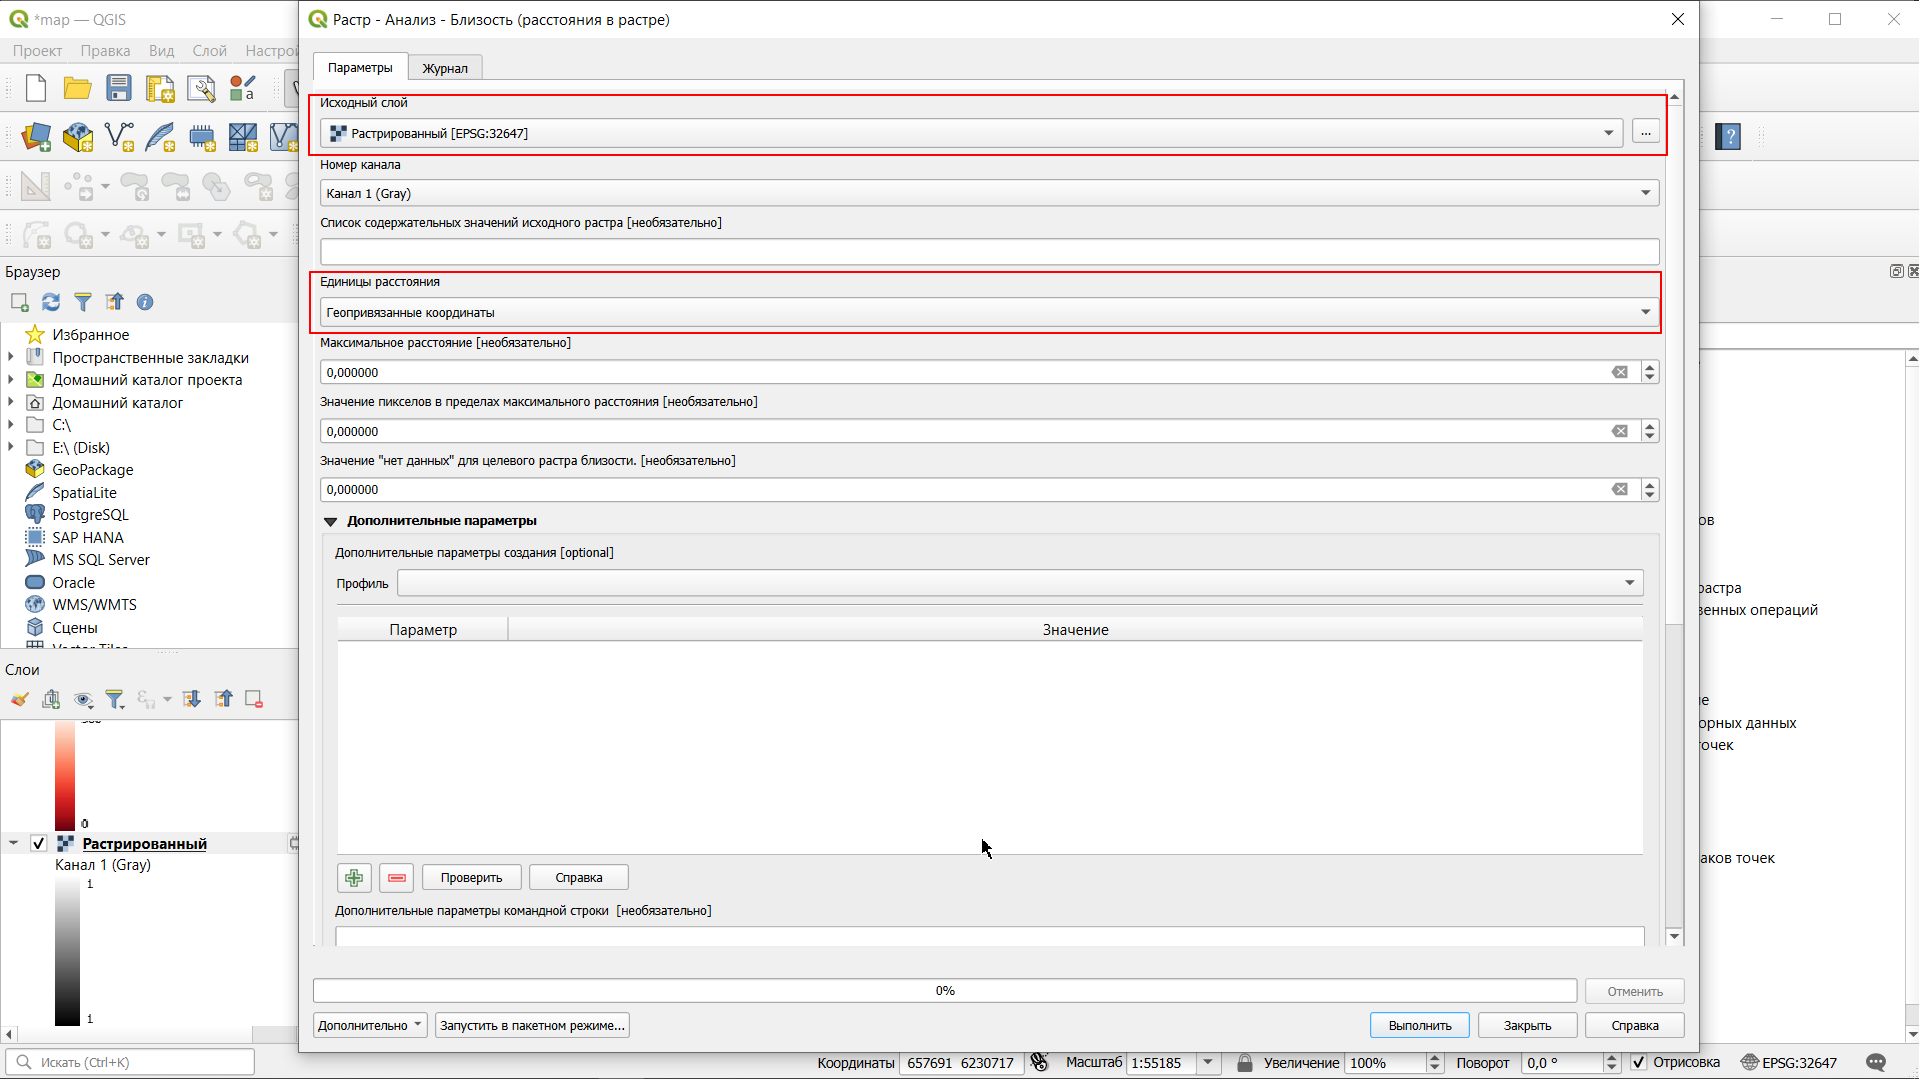 *map — QGIS
Растр - Анализ - Близость (расстояния в растре)
Проект Правка Вид Слой
Параметры Журнал
Исходный слой
Растрированный [EPSG:32647]
...
Номер канала
Канал 1 (Gray)
Список содержательных значений исходного растра [необязательно]
Единицы расстояния
Геопривязанные координаты
Максимальное расстояние [необязательно]
0,000000
Значение пикселов в пределах максимального расстояния [необязательно]
0,000000
Значение "нет данных" для целевого растра близости. [необязательно]
0,000000
Дополнительные параметры
Дополнительные параметры создания [optional]
Профиль
Параметр Значение
Проверить Справка
Дополнительные параметры командной строки [необязательно]
0%
Отменить
Дополнительно Запустить в пакетном режиме... Выполнить Закрыть Справка
Браузер
Избранное
Пространственные закладки
Домашний каталог проекта
Домашний каталог
C:\
E:\ (Disk)
GeoPackage
SpatiaLite
PostgreSQL
SAP HANA
MS SQL Server
Oracle
WMS/WMTS
Сцены
Vector Tiles
Слои
0
Растрированный
Канал 1 (Gray)
1
1
ов
растра
венных операций
ие
орных данных
точек
аков точек
Искать (Ctrl+K)
Координаты 657691 6230717 Масштаб 1:55185 Увеличение 100% Поворот 0,0 ° Отрисовка EPSG:32647